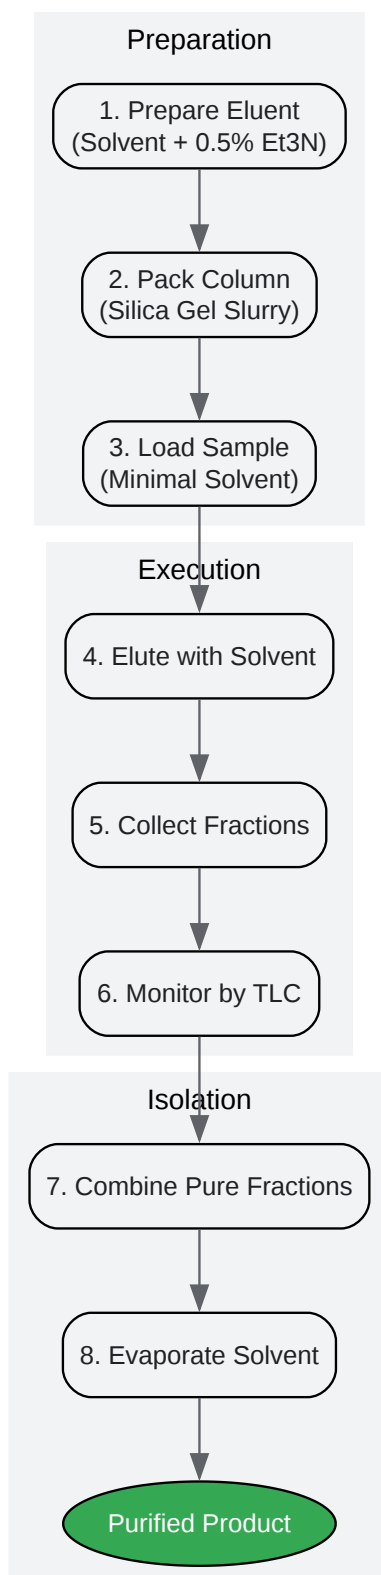 Preparation
1. Prepare Eluent
(Solvent + 0.5% Et3N)
2. Pack Column
(Silica Gel Slurry)
3. Load Sample
(Minimal Solvent)
Execution
4. Elute with Solvent
5. Collect Fractions
6. Monitor by TLC
Isolation
7. Combine Pure Fractions
8. Evaporate Solvent
Purified Product